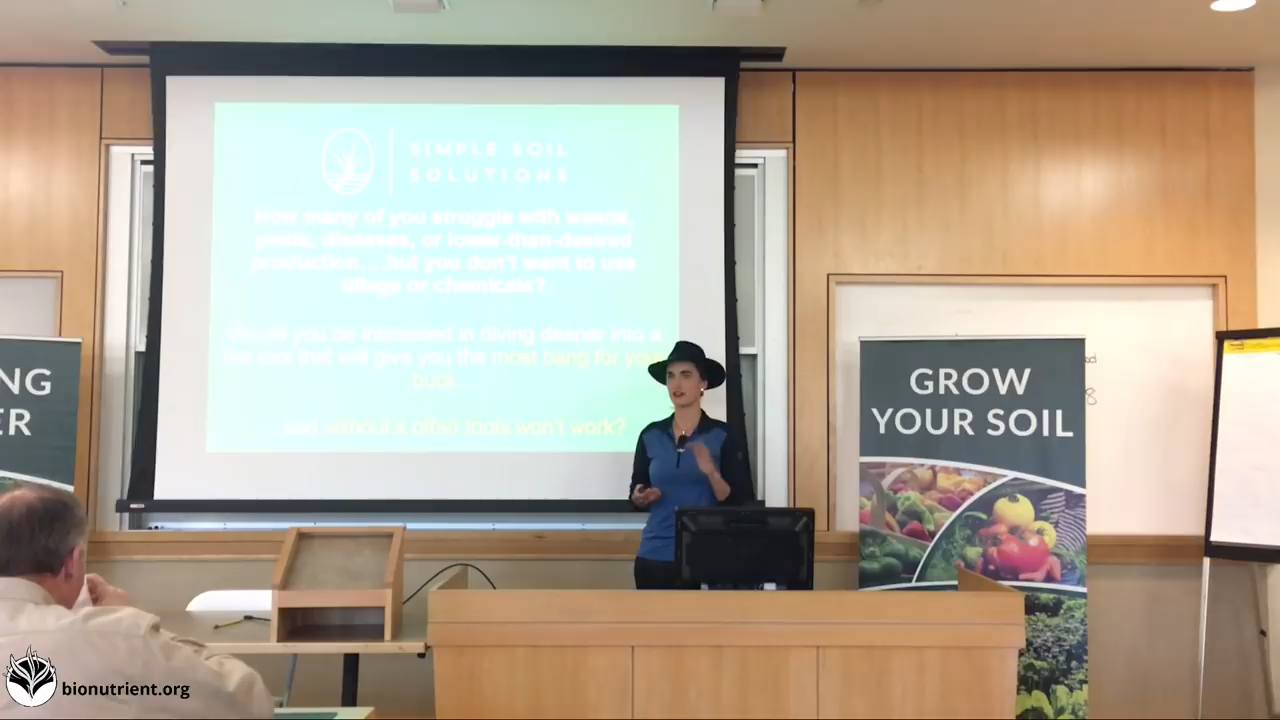 SIMPLE SOIL
SOLUTIONS
How many of you struggle with weeds,
pests, diseases, or lower-than-desired
production....but you don't want to use
tillage or chemicals?
Would you be interested in diving deeper into a
that will give you the most bang for your
buck
and without it other tools won't work?
NG
ER
GROW
YOUR SOIL
bionutrient.org